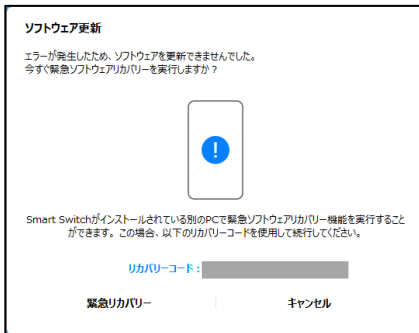 ソフトウェア更新
エラーが発生したため、ソフトウェアを更新できませんでした。
今すぐ緊急ソフトウェアリカバリーを実行しますか？
Smart Switchがインストールされている別のPCで緊急ソフトウェアリカバリー機能を実行すること
ができます。この場合、以下のリカバリーコードを使用して続行してください。
リカバリーコード：
緊急リカバリー キャンセル